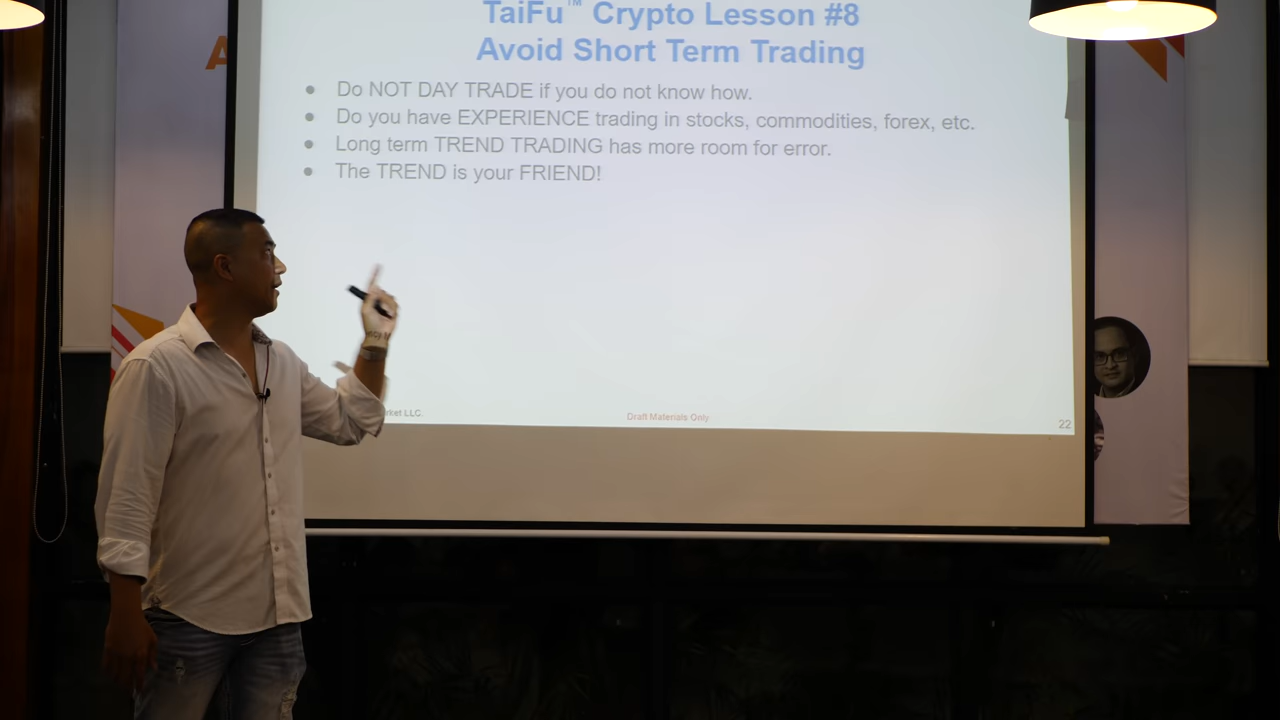 TaiFu™ Crypto Lesson #8
Avoid Short Term Trading
A
● Do NOT DAY TRADE if you do not know how.
● Do you have EXPERIENCE trading in stocks, commodities, forex, etc.
● Long term TREND TRADING has more room for error.
● The TREND is your FRIEND!
LLC.
Draft Materials Only
22